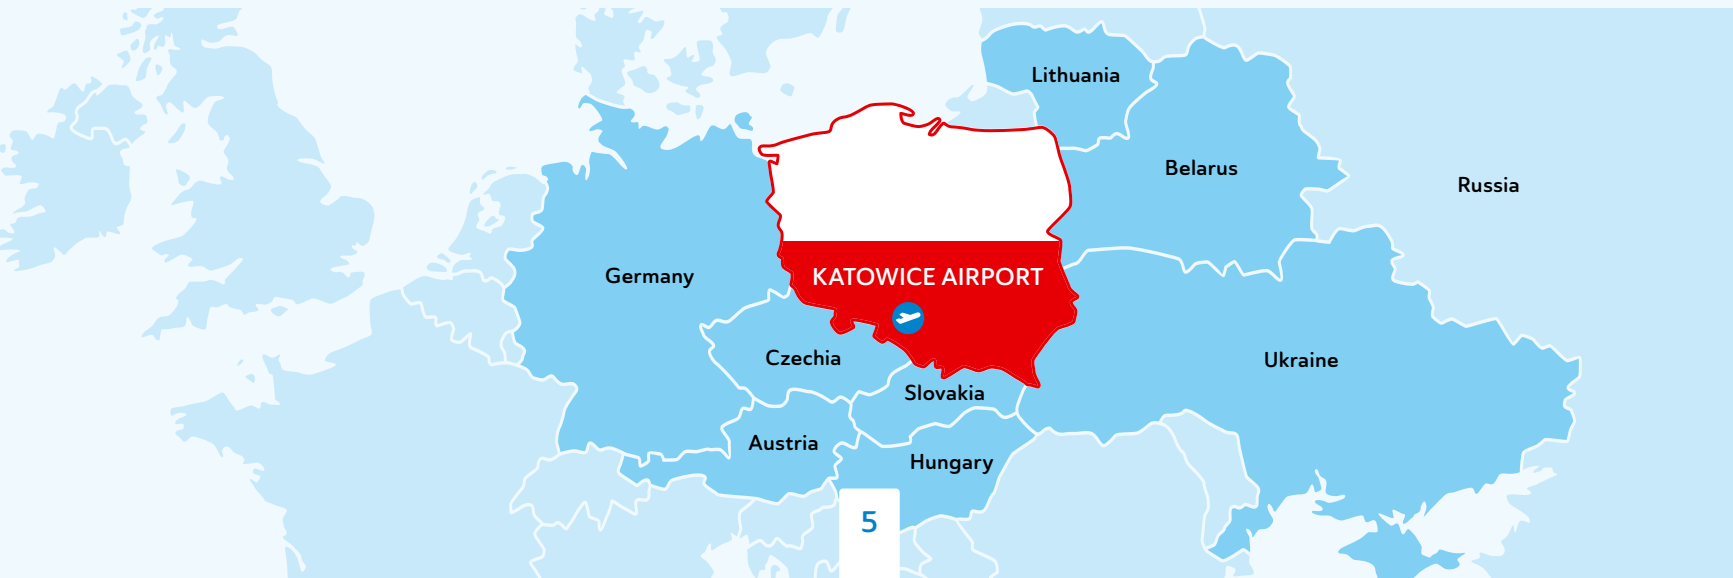 Lithuania
Belarus
Russia
Germany
KATOWICE AIRPORT
Czechia
Ukraine
Slovakia
Austria
Hungary
5